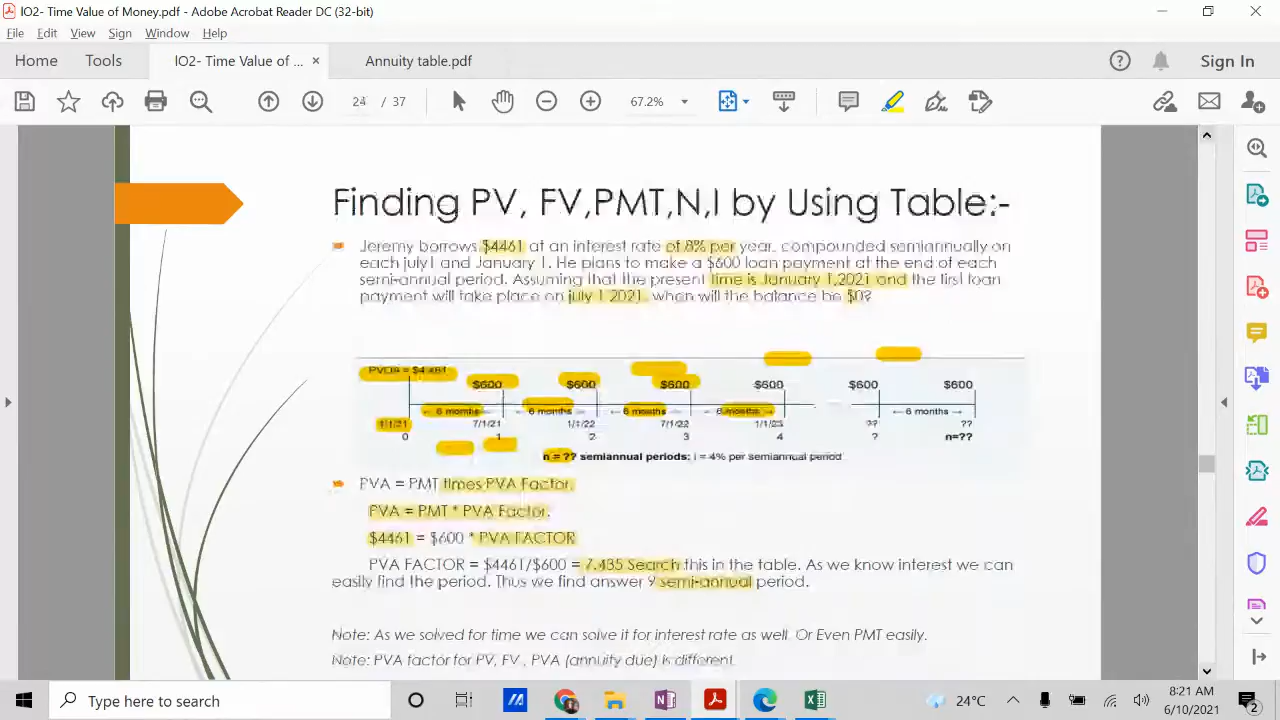 IO2- Time Value of Money.pdf - Adobe Acrobat Reader DC (32-bit)
File Edit View Sign Window Help
Home Tools IO2- Time Value of ... × Annuity table.pdf Sign In
24 / 37 67.2%
Finding PV, FV,PMT,N,I by Using Table:-
Jeremy borrows $4461 at an interest rate of 8% per year, compounded semiannually on
each july1 and January 1. He plans to make a $600 loan payment at the end of each
semi-annual period. Assuming that the present time is January 1,2021 and the first loan
payment will take place on july 1 2021, when will the balance be $0?
$600 $600 $600 $600 $600 $600
← 6 months → ← 6 months → ← 6 months → ← 6 months → ← 6 months →
1/1/21 7/1/21 1/1/22 7/1/22 1/1/23 ?? ??
0 1 2 3 4 ? n=??
n = ?? semiannual periods: i = 4% per semiannual period
PVA = PMT times PVA Factor.
PVA = PMT * PVA Factor.
$4461 = $600 * PVA FACTOR
PVA FACTOR = $4461/$600 = 7.435 Search this in the table. As we know interest we can
easily find the period. Thus we find answer 9 semi-annual period.
Note: As we solved for time we can solve it for interest rate as well. Or Even PMT easily.
Note: PVA factor for PV, FV , PVA (annuity due) is different.
Type here to search
24°C
8:21 AM
6/10/2021
2